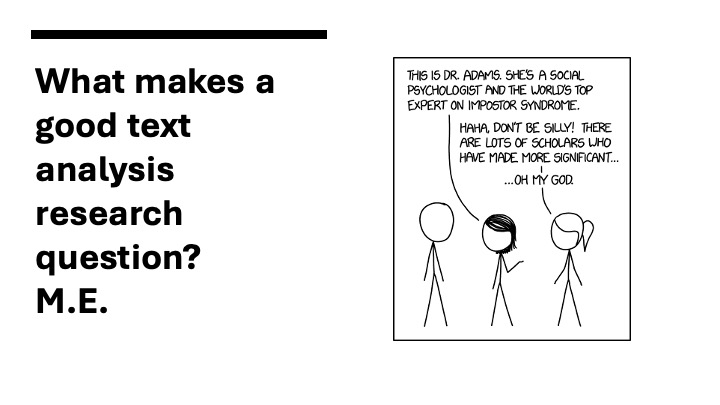 What makes a
good text
analysis
research
question?
M.E.
THIS IS DR. ADAMS. SHE'S A SOCIAL
PSYCHOLOGIST AND THE WORLD'S TOP
EXPERT ON IMPOSTOR SYNDROME.
HAHA, DON'T BE SILLY! THERE
ARE LOTS OF SCHOLARS WHO
HAVE MADE MORE SIGNIFICANT...
...OH MY GOD.